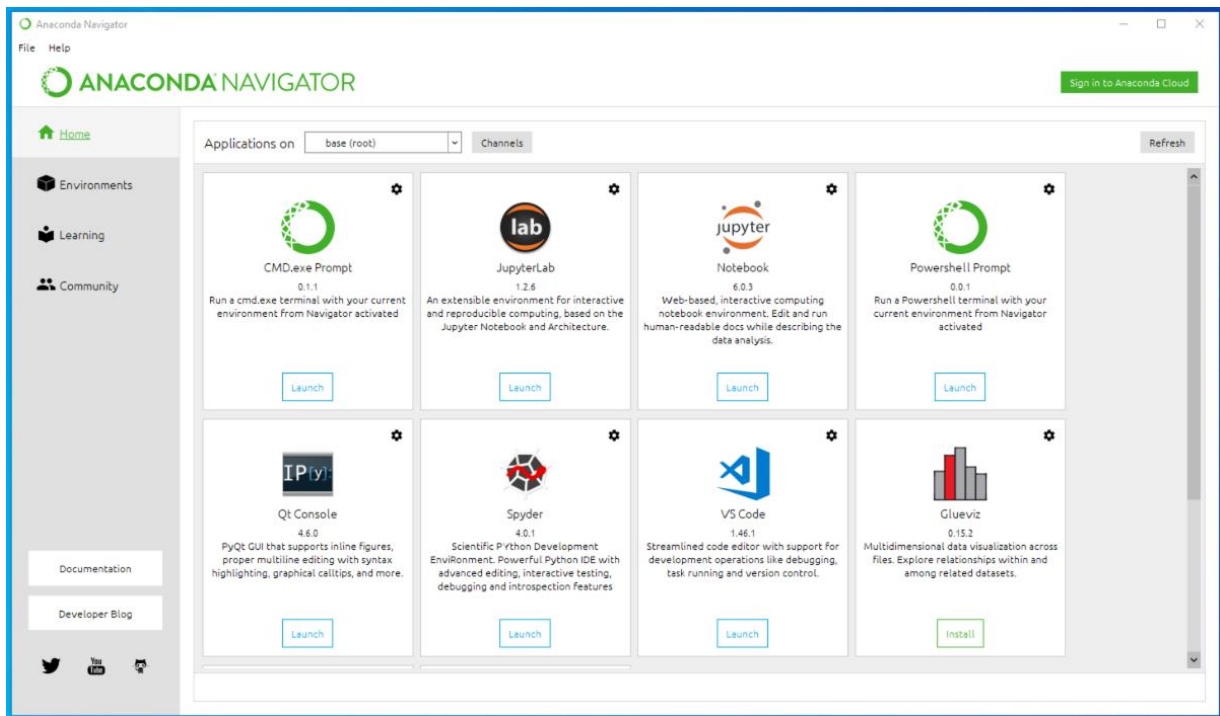 Anaconda Navigator
File Help
ANACONDA NAVIGATOR
Sign in to Anaconda Cloud
Home
Environments
Learning
Community
Documentation
Developer Blog
You
Tube
Applications on base (root) Channels Refresh
CMD.exe Prompt
0.1.1
Run a cmd.exe terminal with your current
environment from Navigator activated
Launch
lab
JupyterLab
1.2.6
An extensible environment for interactive
and reproducible computing, based on the
Jupyter Notebook and Architecture.
Launch
jupyter
Notebook
6.0.3
Web-based, interactive computing
notebook environment. Edit and run
human-readable docs while describing the
data analysis.
Launch
Powershell Prompt
0.0.1
Run a Powershell terminal with your
current environment from Navigator
activated
Launch
IP[y]:
Qt Console
4.6.0
PyQt GUI that supports inline figures,
proper multiline editing with syntax
highlighting, graphical calltips, and more.
Launch
Spyder
4.0.1
Scientific PYthon Development
EnviRonment. Powerful Python IDE with
advanced editing, interactive testing,
debugging and introspection features
Launch
VS Code
1.46.1
Streamlined code editor with support for
development operations like debugging,
task running and version control.
Launch
Glueviz
0.15.2
Multidimensional data visualization across
files. Explore relationships within and
among related datasets.
Install